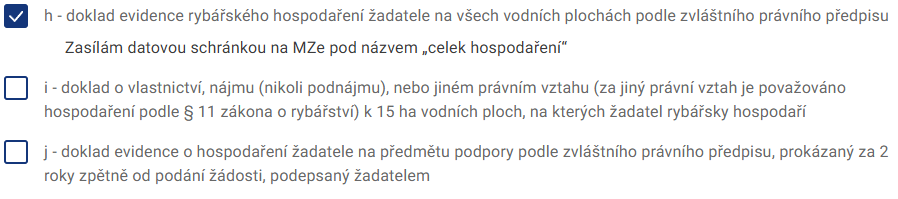 h - doklad evidence rybářského hospodaření žadatele na všech vodních plochách podle zvláštního právního předpisu
Zasílám datovou schránkou na MZe pod názvem „celek hospodaření“
i - doklad o vlastnictví, nájmu (nikoli podnájmu), nebo jiném právním vztahu (za jiný právní vztah je považováno
hospodaření podle § 11 zákona o rybářství) k 15 ha vodních ploch, na kterých žadatel rybářsky hospodaří
j - doklad evidence o hospodaření žadatele na předmětu podpory podle zvláštního právního předpisu, prokázaný za 2
roky zpětně od podání žádosti, podepsaný žadatelem